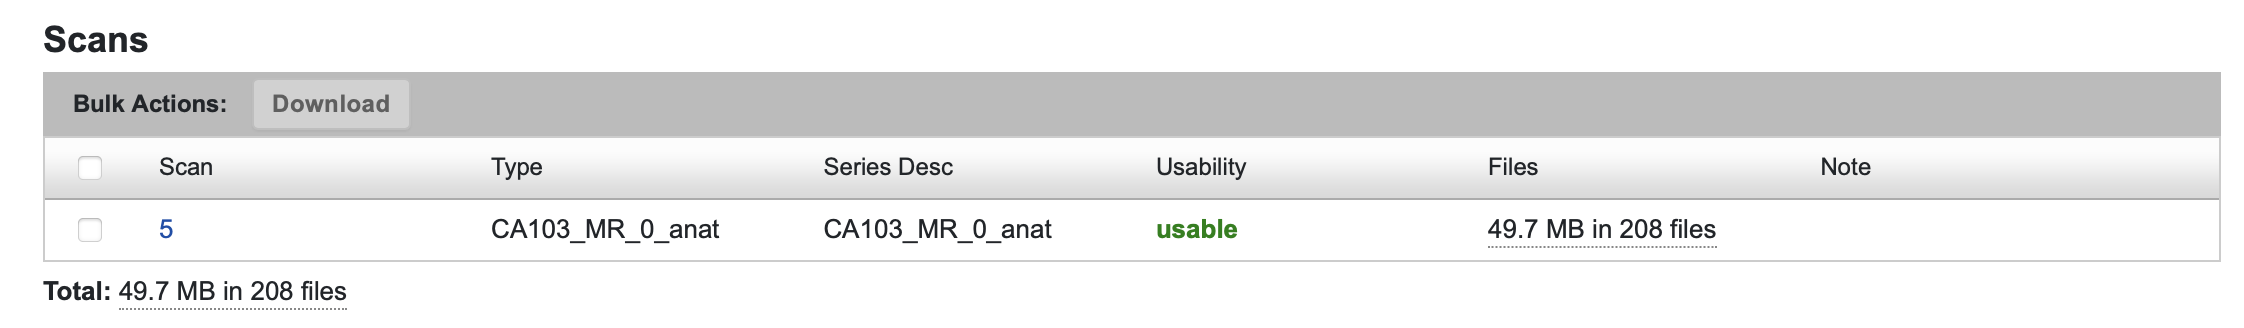 Scans
Bulk Actions: Download
Scan Type Series Desc Usability Files Note
5 CA103_MR_0_anat CA103_MR_0_anat usable 49.7 MB in 208 files
Total: 49.7 MB in 208 files